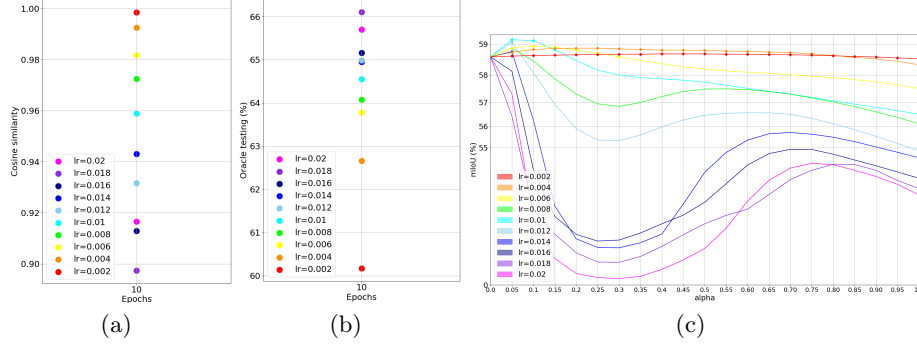 1.00
0.98
0.96
0.94
0.92
0.90
Cosine similarity
lr=0.02
lr=0.018
lr=0.016
lr=0.014
lr=0.012
lr=0.01
lr=0.008
lr=0.006
lr=0.004
lr=0.002
10
Epochs
(a)
66
65
64
63
62
61
60
Oracle testing (%)
lr=0.02
lr=0.018
lr=0.016
lr=0.014
lr=0.012
lr=0.01
lr=0.008
lr=0.006
lr=0.004
lr=0.002
10
Epochs
(b)
59
58
57
56
55
0
mIoU (%)
lr=0.002
lr=0.004
lr=0.006
lr=0.008
lr=0.01
lr=0.012
lr=0.014
lr=0.016
lr=0.018
lr=0.02
0.0 0.05 0.1 0.15 0.2 0.25 0.3 0.35 0.4 0.45 0.5 0.55 0.6 0.65 0.7 0.75 0.8 0.85 0.9 0.95
alpha
(c)